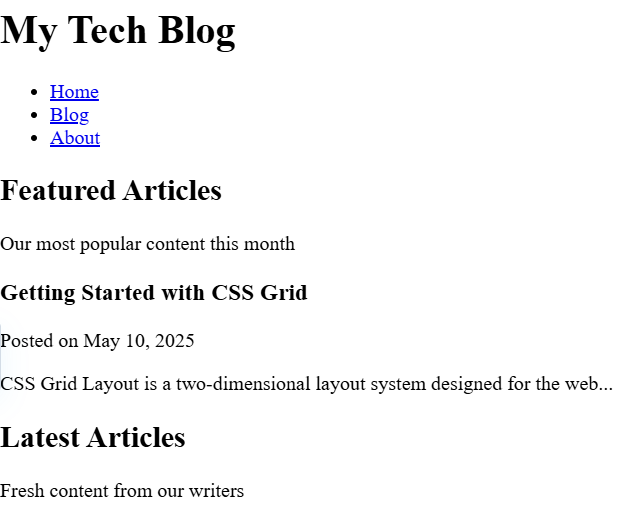 My Tech Blog
Home
Blog
About
Featured Articles
Our most popular content this month
Getting Started with CSS Grid
Posted on May 10, 2025
CSS Grid Layout is a two-dimensional layout system designed for the web...
Latest Articles
Fresh content from our writers